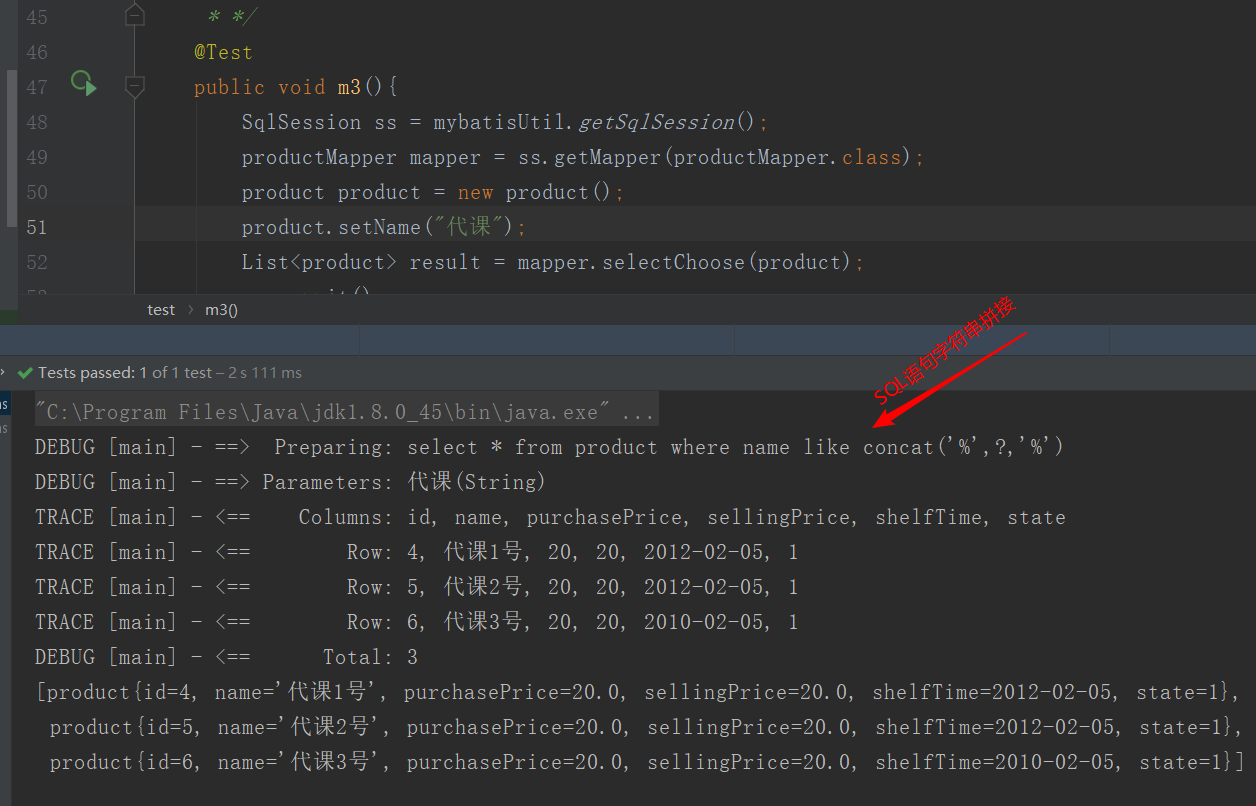 45 * */
46 @Test
47 public void m3(){
48 SqlSession ss = mybatisUtil.getSqlSession();
49 productMapper mapper = ss.getMapper(productMapper.class);
50 product product = new product();
51 product.setName("代课");
52 List<product> result = mapper.selectChoose(product);
test › m3()
SQL语句字符串拼接
Tests passed: 1 of 1 test – 2 s 111 ms
"C:\Program Files\Java\jdk1.8.0_45\bin\java.exe" ...
DEBUG [main] - ==>  Preparing: select * from product where name like concat('%',?,'%')
DEBUG [main] - ==> Parameters: 代课(String)
TRACE [main] - <==    Columns: id, name, purchasePrice, sellingPrice, shelfTime, state
TRACE [main] - <==        Row: 4, 代课1号, 20, 20, 2012-02-05, 1
TRACE [main] - <==        Row: 5, 代课2号, 20, 20, 2012-02-05, 1
TRACE [main] - <==        Row: 6, 代课3号, 20, 20, 2010-02-05, 1
DEBUG [main] - <==      Total: 3
[product{id=4, name='代课1号', purchasePrice=20.0, sellingPrice=20.0, shelfTime=2012-02-05, state=1},
product{id=5, name='代课2号', purchasePrice=20.0, sellingPrice=20.0, shelfTime=2012-02-05, state=1},
product{id=6, name='代课3号', purchasePrice=20.0, sellingPrice=20.0, shelfTime=2010-02-05, state=1}]